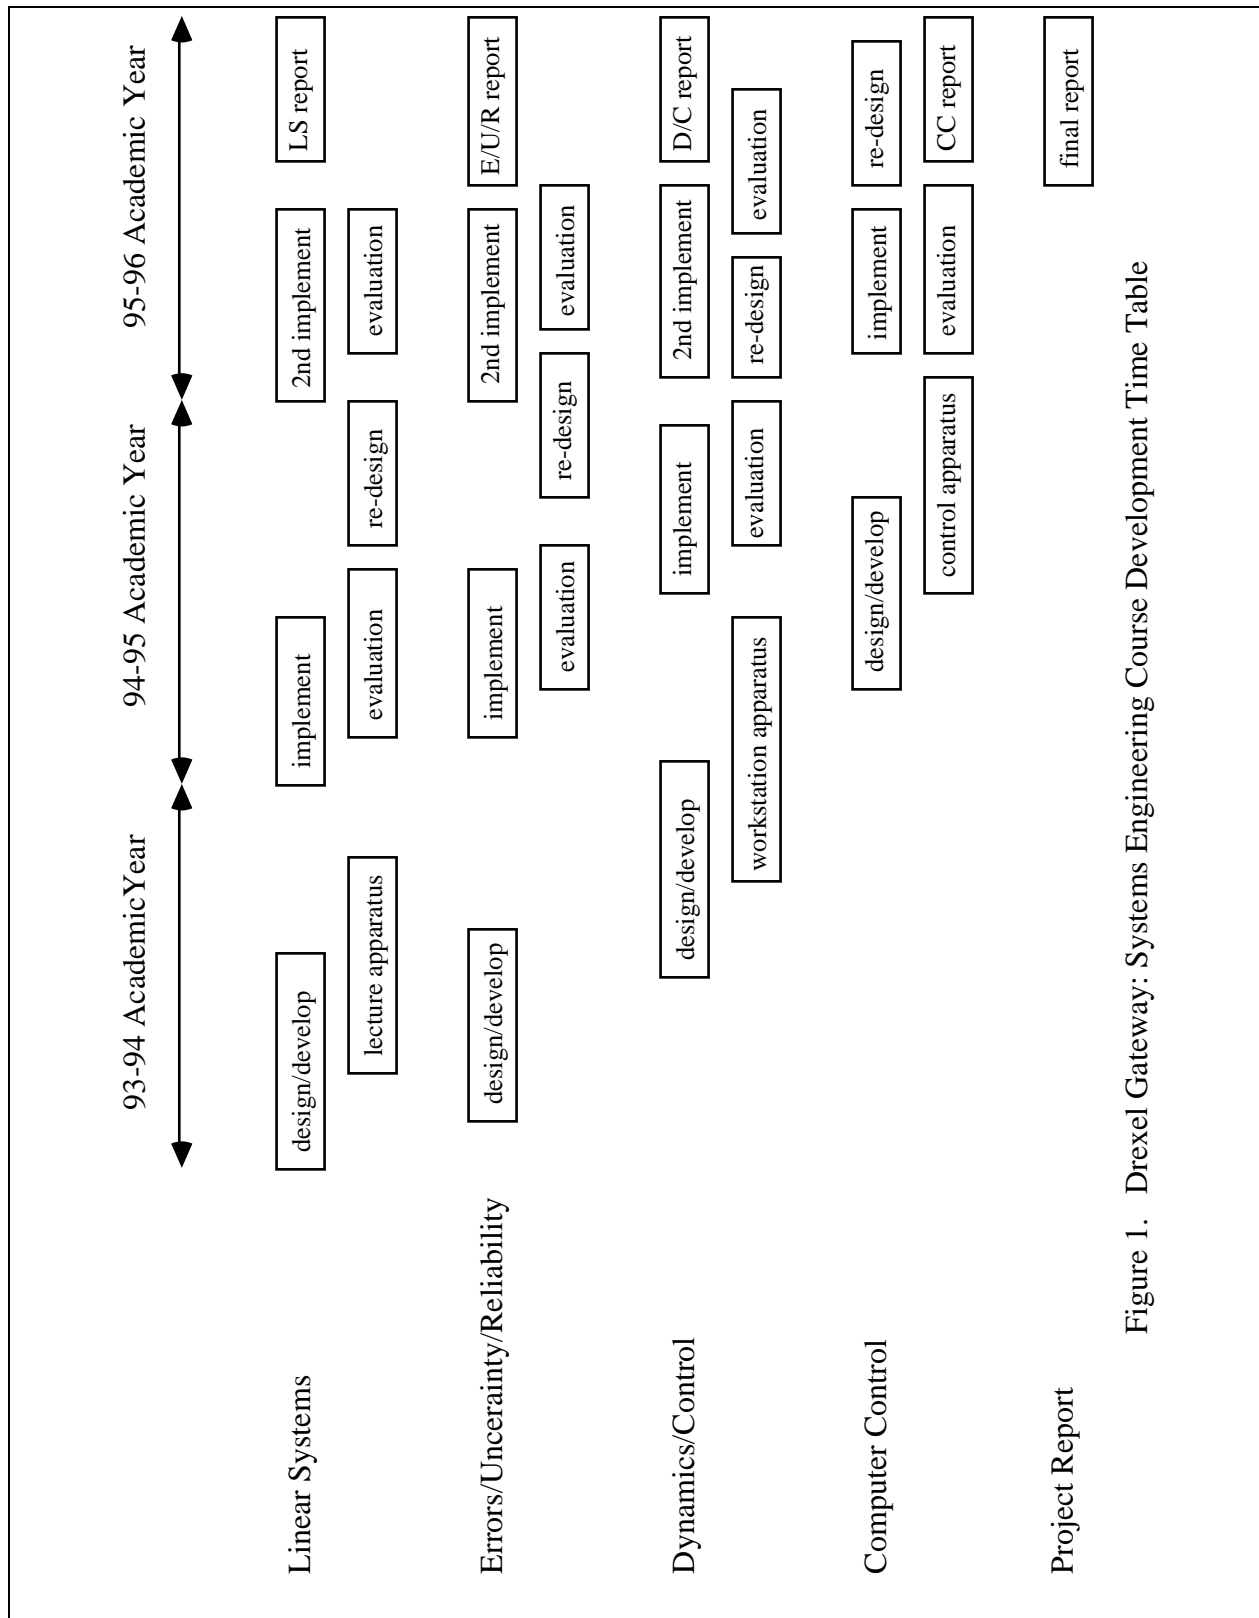 93-94 AcademicYear
94-95 Academic Year
95-96 Academic Year
Linear Systems
design/develop
implement
2nd implement
LS report
lecture apparatus
evaluation
re-design
evaluation
Errors/Uncerainty/Reliability
design/develop
implement
2nd implement
E/U/R report
evaluation
re-design
evaluation
Dynamics/Control
design/develop
implement
2nd implement
D/C report
workstation apparatus
evaluation
re-design
evaluation
Computer Control
design/develop
implement
re-design
control apparatus
evaluation
CC report
Project Report
final report
Figure 1. Drexel Gateway: Systems Engineering Course Development Time Table